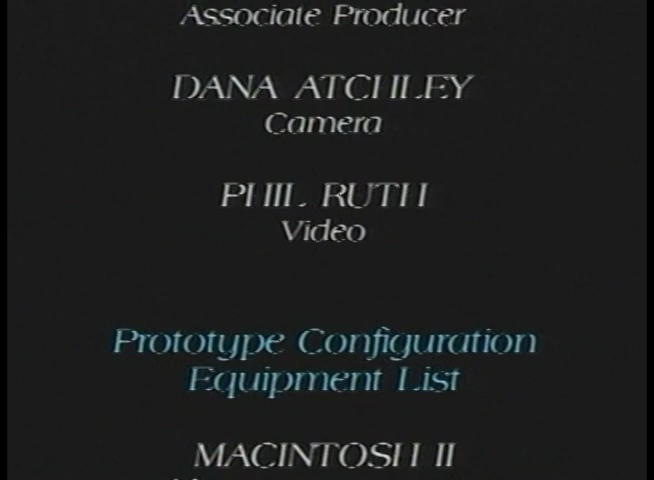 Associate Producer
DANA ATCHLEY
Camera
PHIL RUTH
Video
Prototype Configuration
Equipment List
MACINTOSH II